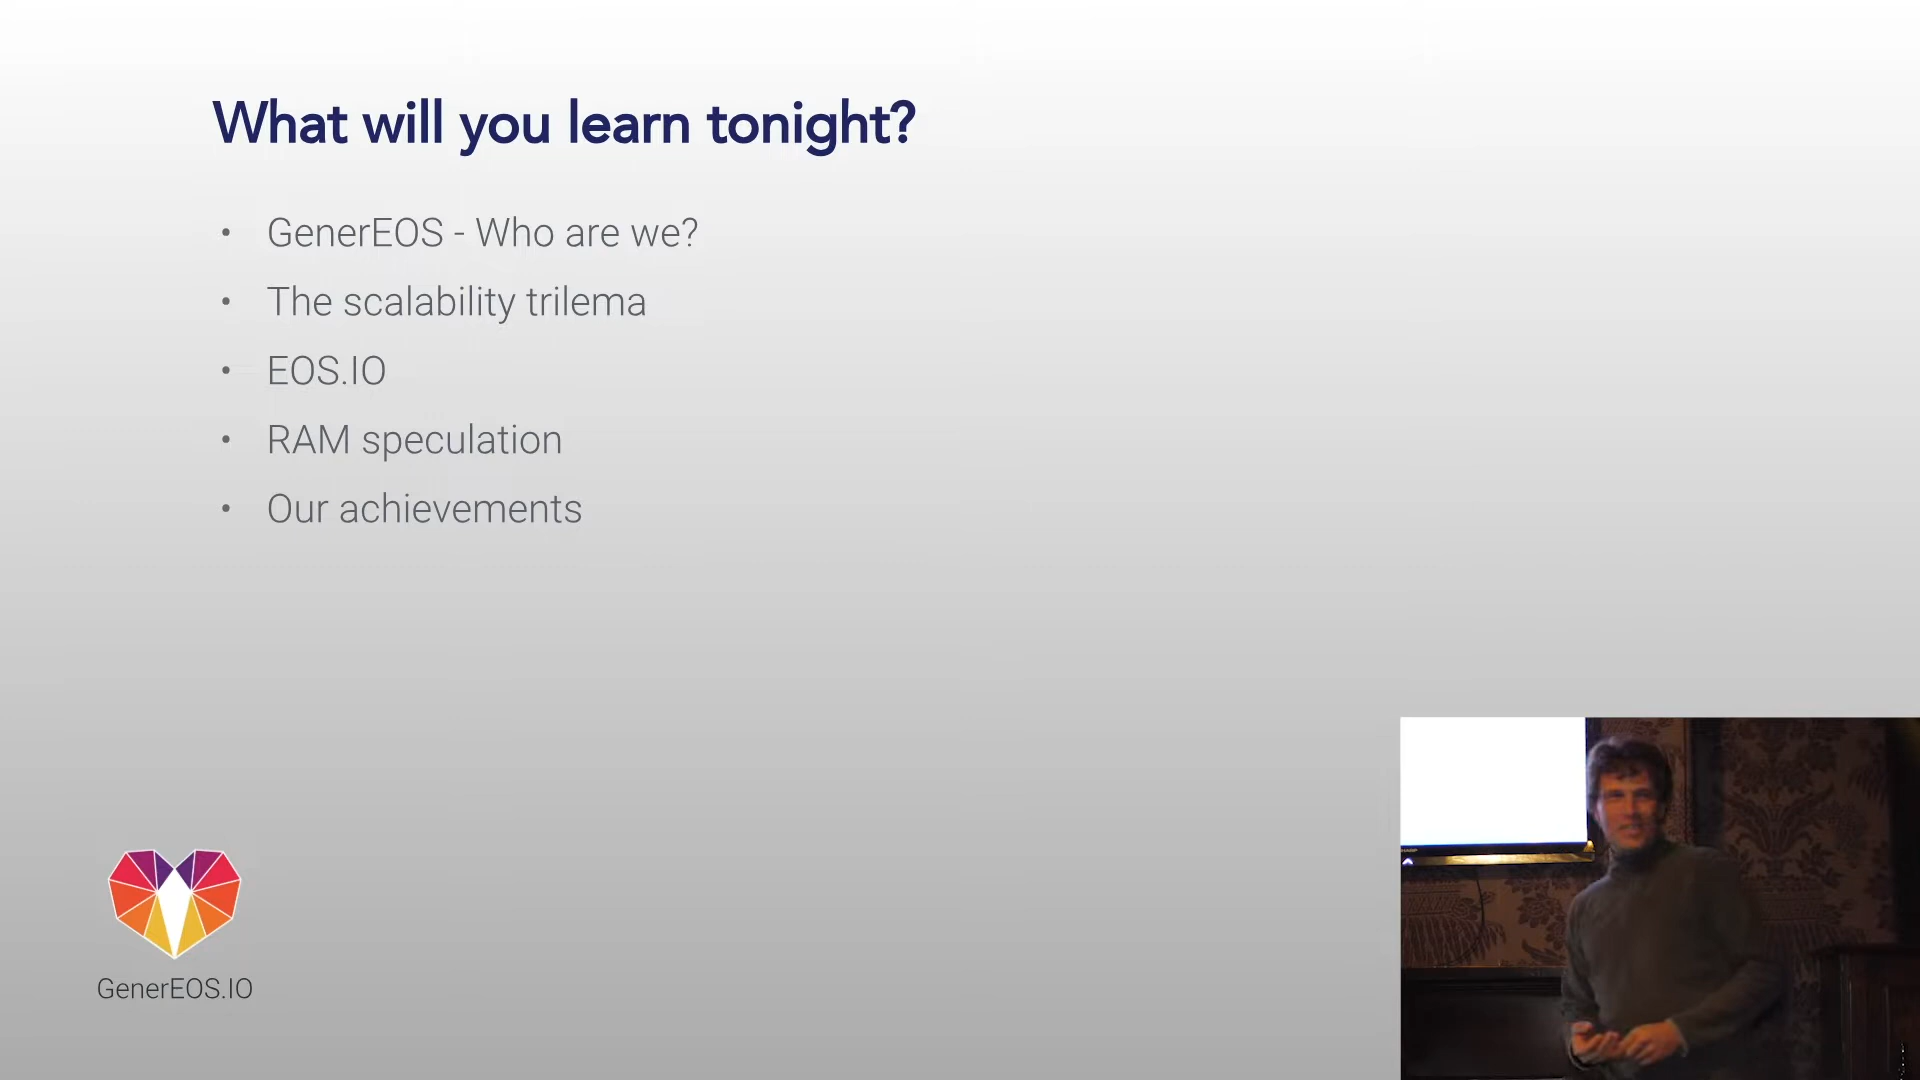 What will you learn tonight?
• GenerEOS - Who are we?
• The scalability trilema
• EOS.IO
• RAM speculation
• Our achievements
GenerEOS.IO